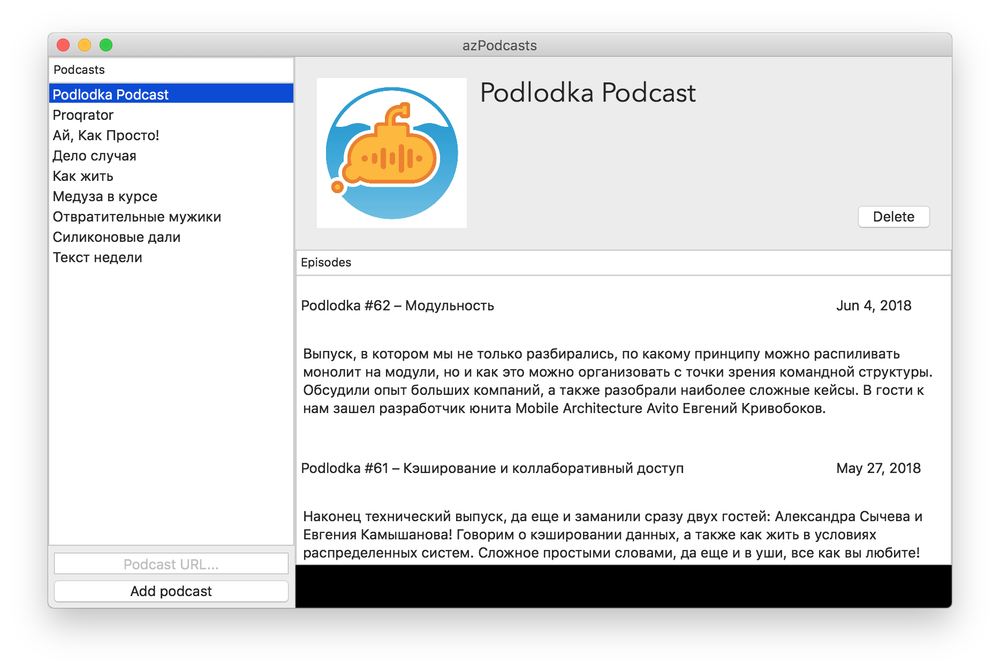 azPodcasts
Podcasts
Podlodka Podcast
Proqrator
Ай, Как Просто!
Дело случая
Как жить
Медуза в курсе
Отвратительные мужики
Силиконовые дали
Текст недели
Podcast URL...
Add podcast
Podlodka Podcast
Delete
Episodes
Podlodka #62 – Модульность
Jun 4, 2018
Выпуск, в котором мы не только разбирались, по какому принципу можно распиливать
монолит на модули, но и как это можно организовать с точки зрения командной структуры.
Обсудили опыт больших компаний, а также разобрали наиболее сложные кейсы. В гости к
нам зашел разработчик юнита Mobile Architecture Avito Евгений Кривобоков.
Podlodka #61 – Кэширование и коллаборативный доступ
May 27, 2018
Наконец технический выпуск, да еще и заманили сразу двух гостей: Александра Сычева и
Евгения Камышанова! Говорим о кэшировании данных, а также как жить в условиях
распределенных систем. Сложное простыми словами, да еще и в уши, все как вы любите!